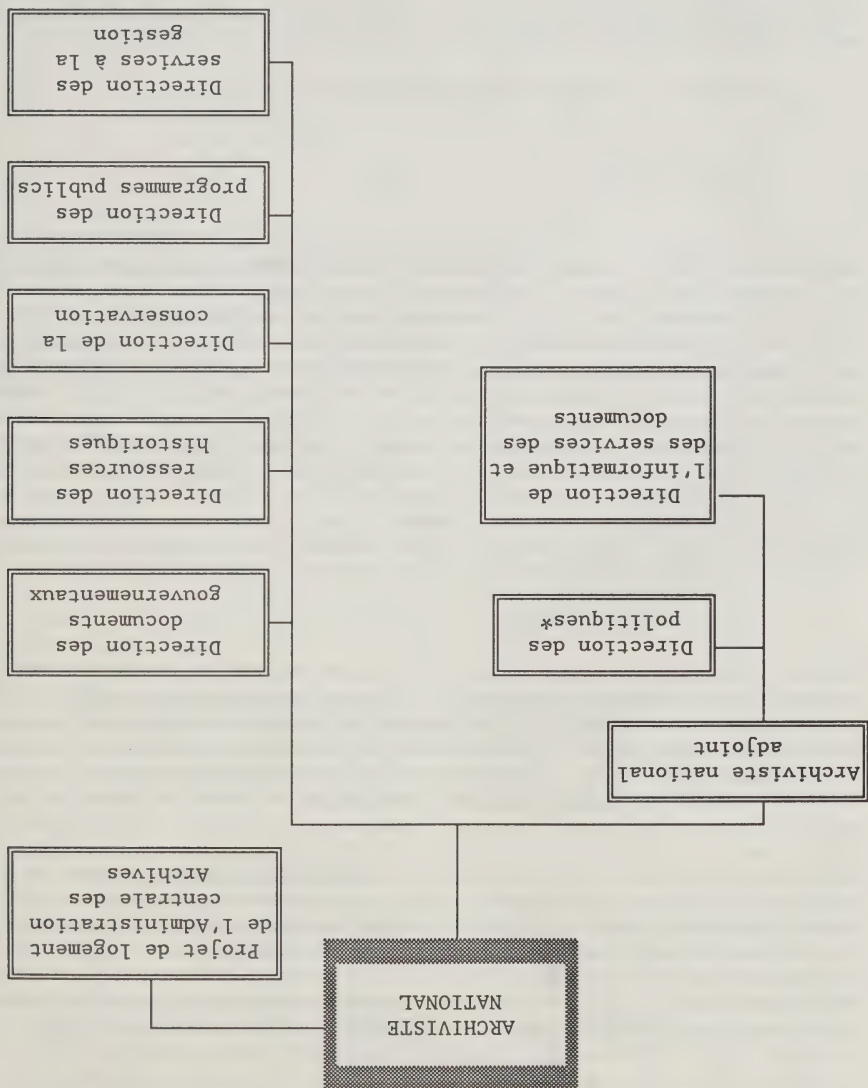 ARCHIVISTE
NATIONAL
Projet de logement
de l'Administration
centrale des
Archives
Archiviste national
adjoint
Direction des
politiques*
Direction de
l'informatique et
des services des
documents
Direction des
documents
gouvernementaux
Direction des
ressources
historiques
Direction de la
conservation
Direction des
programmes publics
Direction des
services à la
gestion